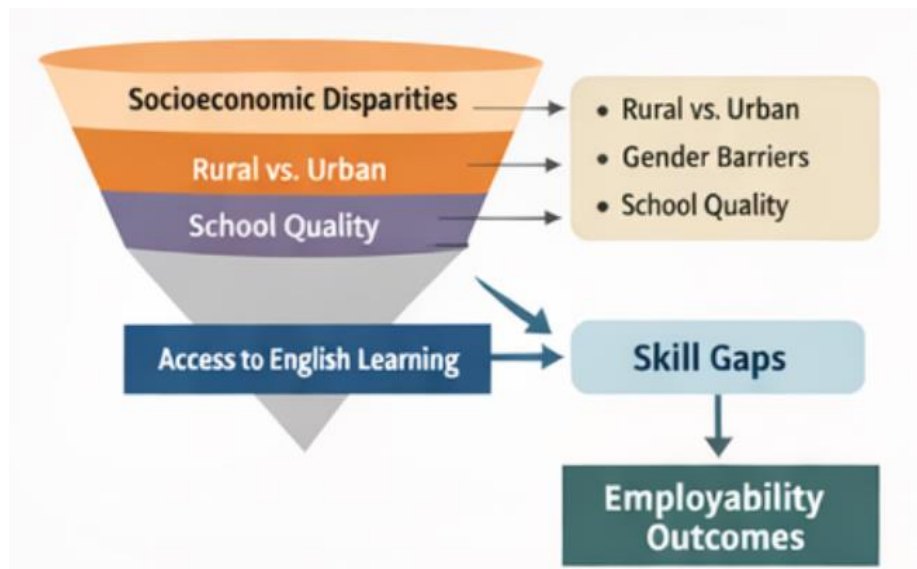 Socioeconomic Disparities
Rural vs. Urban
School Quality
• Rural vs. Urban
• Gender Barriers
• School Quality
Access to English Learning
Skill Gaps
Employability
Outcomes